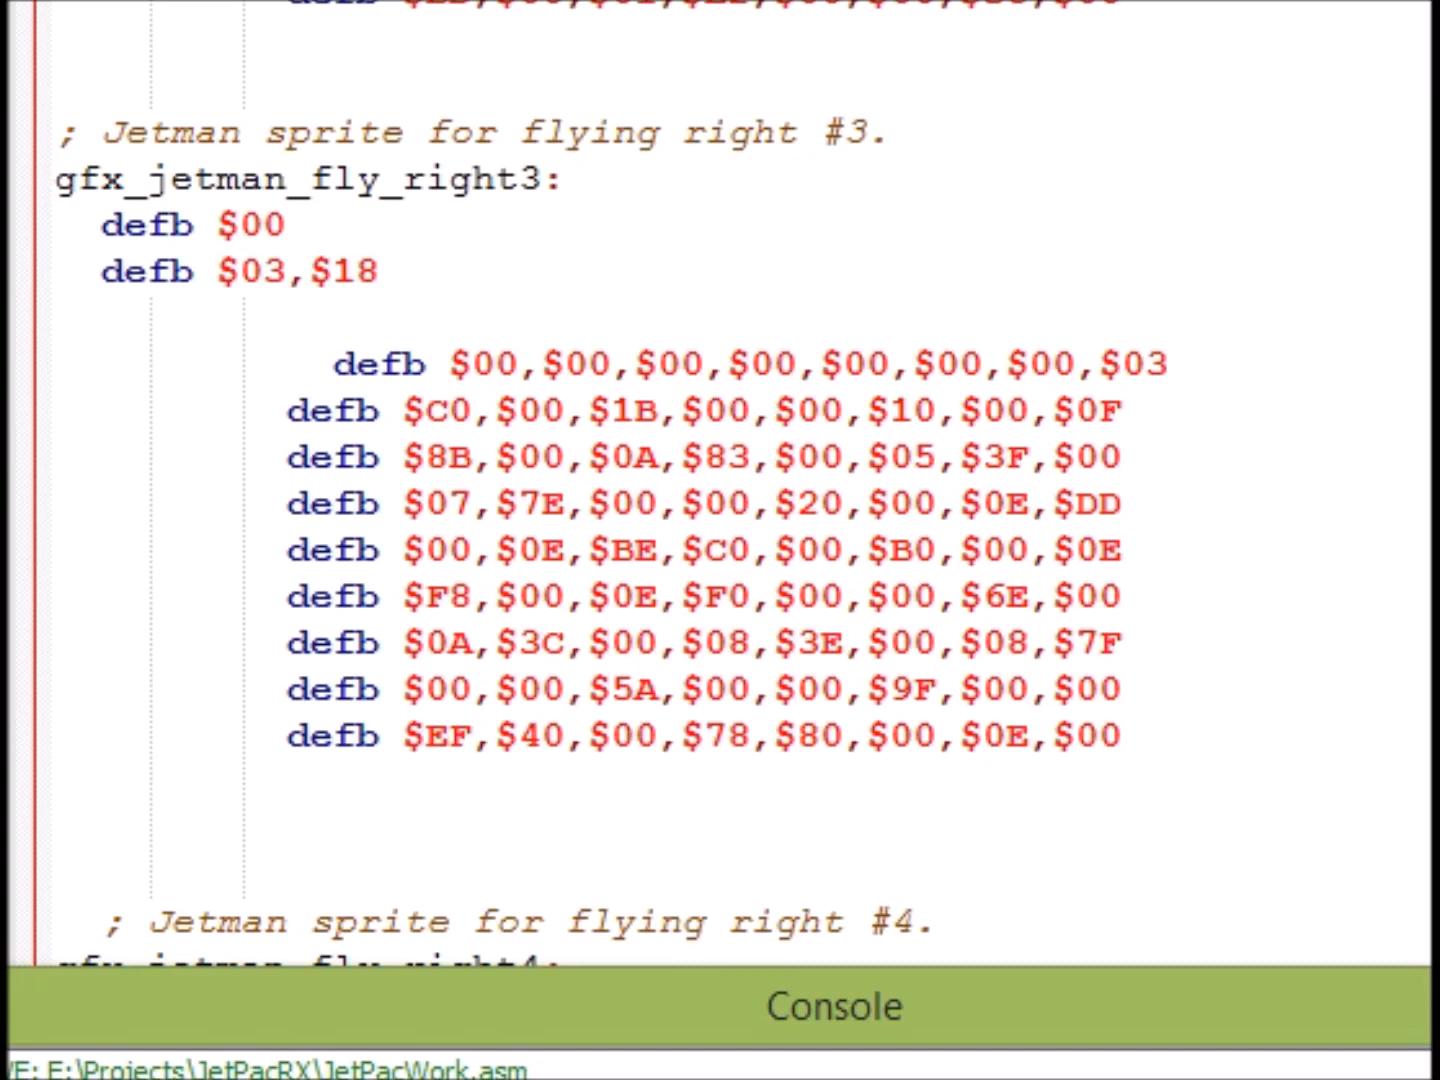 ; Jetman sprite for flying right #3.
gfx_jetman_fly_right3:
defb $00
defb $03,$18
defb $00,$00,$00,$00,$00,$00,$00,$03
defb $C0,$00,$1B,$00,$00,$10,$00,$0F
defb $8B,$00,$0A,$83,$00,$05,$3F,$00
defb $07,$7E,$00,$00,$20,$00,$0E,$DD
defb $00,$0E,$BE,$C0,$00,$B0,$00,$0E
defb $F8,$00,$0E,$F0,$00,$00,$6E,$00
defb $0A,$3C,$00,$08,$3E,$00,$08,$7F
defb $00,$00,$5A,$00,$00,$9F,$00,$00
defb $EF,$40,$00,$78,$80,$00,$0E,$00
; Jetman sprite for flying right #4.
gfx_jetman_fly_right4:
Console
/E: E:\Projects\JetPacRX\JetPacWork.asm